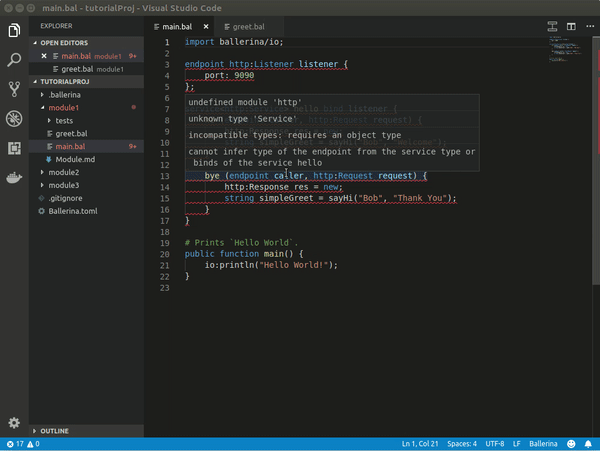 main.bal - tutorialProj - Visual Studio Code
EXPLORER
OPEN EDITORS
main.bal module1 9+
greet.bal module1
TUTORIALPROJ
.ballerina
module1
tests
greet.bal
main.bal 9+
Module.md
module2
module3
.gitignore
Ballerina.toml
OUTLINE
main.bal
greet.bal
1 import ballerina/io;
2
3 endpoint http:Listener listener {
4 port: 9090
5 };
6
7
8
9
10
11
12
undefined module 'http'
unknown type 'Service'
incompatible types: requires an object type
cannot infer type of the endpoint from the service type or
binds of the service hello
13 bye (endpoint caller, http:Request request) {
14 http:Response res = new;
15 string simpleGreet = sayHi("Bob", "Thank You");
16 }
17 }
18
19 # Prints `Hello World`.
20 public function main() {
21 io:println("Hello World!");
22 }
23
17 0
Ln 1, Col 21 Spaces: 4 UTF-8 LF Ballerina